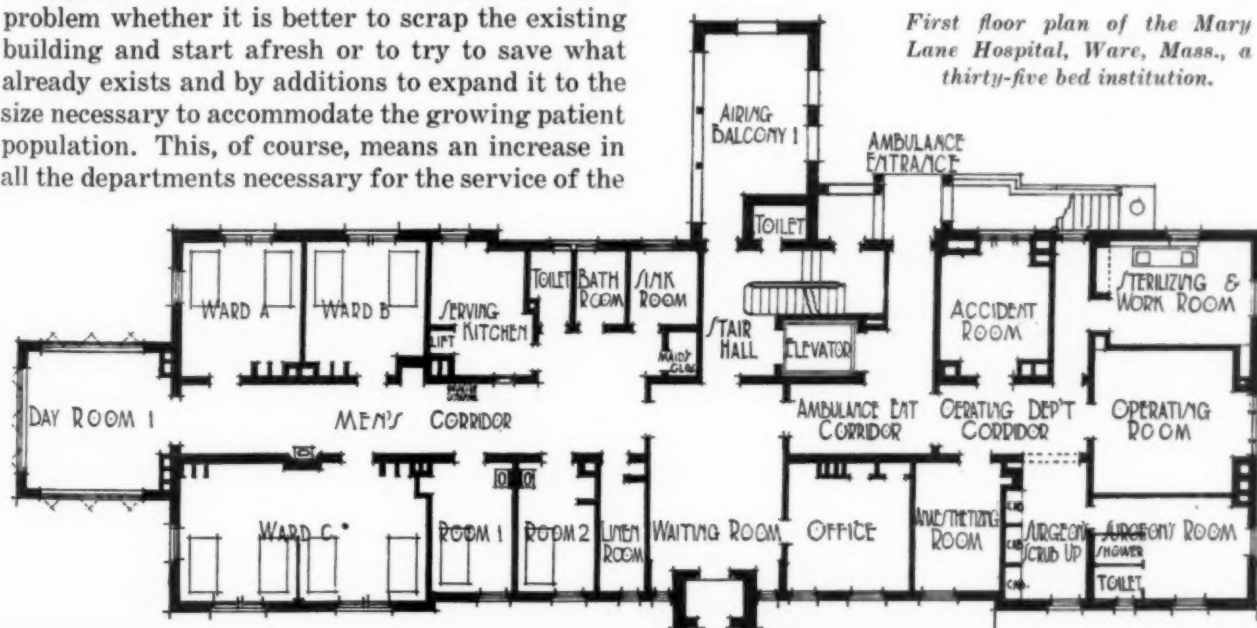 problem whether it is better to scrap the existing
building and start afresh or to try to save what
already exists and by additions to expand it to the
size necessary to accommodate the growing patient
population. This, of course, means an increase in
all the departments necessary for the service of the
First floor plan of the Mary
Lane Hospital, Ware, Mass., a
thirty-five bed institution.
AIRING
BALCONY 1
AMBULANCE
ENTRANCE
TOILET
WARD A
WARD B
SERVING
KITCHEN
LIFT
TOILET
BATH
ROOM
SINK
ROOM
MAID'S
CLOS
STAIR
HALL
ELEVATOR
ACCIDENT
ROOM
STERILIZING &
WORK ROOM
DAY ROOM 1
MEN'S CORRIDOR
AMBULANCE ENT
CORRIDOR
OERATING DEP'T
CORRIDOR
OPERATING
ROOM
WARD C.
ROOM 1
ROOM 2
LINEN
ROOM
WAITING ROOM
OFFICE
ANAESTHETIZING
ROOM
CAB
CAB
CAB
SURGEON'S
SCRUB UP
SURGEON'S ROOM
SHOWER
TOILET